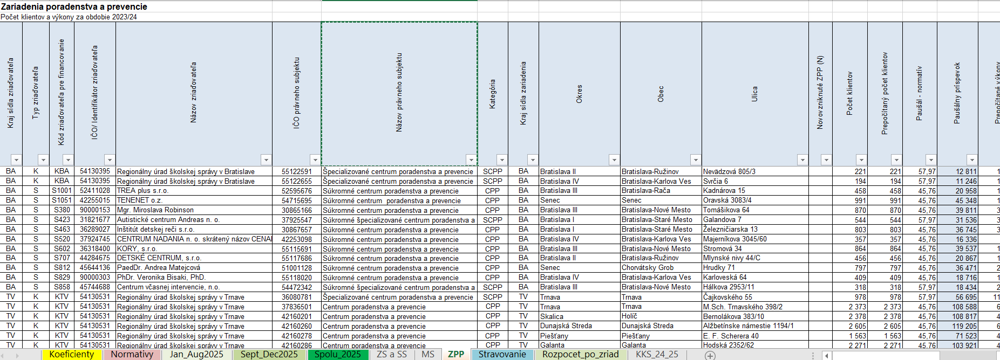 Zariadenia poradenstva a prevencie
Počet klientov a výkony za obdobie 2023/24
Kraj sídla zriaďovateľa Typ zriaďovateľa Kód zriaďovateľa pre financovanie IČO/ Identifikátor zriaďovateľa Názov zriaďovateľa IČO právneho subjektu Názov právneho subjektu Kategória Kraj sídla zariadenia Okres Obec Ulica Novovzniknuté ZPP (N) Počet klientov Prepočítaný počet klientov Paušál - normatív Paušálny príspevok Prepočítané výkony
BA K KBA 54130395 Regionálny úrad školskej správy v Bratislave 55122591 Špecializované centrum poradenstva a prevencie SCPP BA Bratislava II Bratislava-Ružinov Nevädzová 805/3 221 221 57,97 12 811 1
BA K KBA 54130395 Regionálny úrad školskej správy v Bratislave 55122655 Špecializované centrum poradenstva a prevencie SCPP BA Bratislava IV Bratislava-Karlova Ves Svrčia 6 194 194 57,97 11 246 1
BA S S1001 52411028 TREA plus s.r.o. 52595676 Súkromné centrum poradenstva a prevencie CPP BA Bratislava III Bratislava-Rača Kadnárova 15 458 458 45,76 20 958 1
BA S S1051 42255015 TENENET o.z. 54715695 Súkromné centrum poradenstva a prevencie CPP BA Senec Senec Oravská 3083/4 991 991 45,76 45 348 1
BA S S380 90000153 Mgr. Miroslava Robinson 30865166 Súkromné centrum poradenstva a prevencie CPP BA Bratislava III Bratislava-Nové Mesto Tomášikova 64 870 870 45,76 39 811 3
BA S S423 31821677 Autistické centrum Andreas n. o. 37925547 Súkromné špecializované centrum poradenstva a SCPP BA Bratislava I Bratislava-Staré Mesto Galandova 7 544 544 57,97 31 536 3
BA S S463 36289027 Inštitút detskej reči s.r.o. 30867657 Súkromné centrum poradenstva a prevencie CPP BA Bratislava I Bratislava-Staré Mesto Železničiarska 13 803 803 45,76 36 745 3
BA S S520 37924745 CENTRUM NADANIA n. o. skrátený názov CENA 42253098 Súkromné centrum poradenstva a prevencie CPP BA Bratislava IV Bratislava-Karlova Ves Majerníkova 3045/60 357 357 45,76 16 336
BA S S602 36318400 KORY, s.r.o. 55115691 Súkromné centrum poradenstva a prevencie CPP BA Bratislava III Bratislava-Nové Mesto Stromová 34 864 864 45,76 39 537 1
BA S S707 44284675 DETSKÉ CENTRUM, s.r.o. 55117686 Súkromné centrum poradenstva a prevencie CPP BA Bratislava II Bratislava-Ružinov Mlynské nivy 44/C 456 456 45,76 20 867 1
BA S S812 45644136 PaedDr. Andrea Matejcová 51001128 Súkromné centrum poradenstva a prevencie CPP BA Senec Chorvátsky Grob Hrudky 71 797 797 45,76 36 471 2
BA S S829 90000303 PhDr. Veronika Bisaki, PhD. 55118020 Súkromné centrum poradenstva a prevencie CPP BA Bratislava IV Bratislava-Karlova Ves Karloveská 64 409 409 45,76 18 716 1
BA S S858 45744688 Centrum včasnej intervencie, n.o. 54472342 Súkromné špecializované centrum poradenstva a SCPP BA Bratislava III Bratislava-Nové Mesto Hálkova 2953/11 318 318 57,97 18 434 2
TV K KTV 54130531 Regionálny úrad školskej správy v Trnave 36080781 Špecializované centrum poradenstva a prevencie SCPP TV Trnava Trnava Čajkovského 55 978 978 57,97 56 695 11
TV K KTV 54130531 Regionálny úrad školskej správy v Trnave 37836501 Centrum poradenstva a prevencie CPP TV Trnava Trnava M.Sch. Trnavského 398/2 2 373 2 373 45,76 108 588 6
TV K KTV 54130531 Regionálny úrad školskej správy v Trnave 42160201 Centrum poradenstva a prevencie CPP TV Skalica Holíč Bernolákova 383/10 2 378 2 378 45,76 108 817 4
TV K KTV 54130531 Regionálny úrad školskej správy v Trnave 42160260 Centrum poradenstva a prevencie CPP TV Dunajská Streda Dunajská Streda Alžbetínske námestie 1194/1 2 605 2 605 45,76 119 205 6
TV K KTV 54130531 Regionálny úrad školskej správy v Trnave 42160278 Centrum poradenstva a prevencie CPP TV Piešťany Piešťany E. F. Scherera 40 1 563 1 563 45,76 71 523 4
TV K KTV 54130531 Regionálny úrad školskej správy v Trnave 42160286 Centrum poradenstva a prevencie CPP TV Galanta Galanta Hodská 2352/62 2 271 2 271 45,76 103 921 4
Koeficienty Normatívy Jan_Aug2025 Sept_Dec2025 Spolu_2025 ZS a SS MS ZPP Stravovanie Rozpocet_po_zriad KKS_24_25